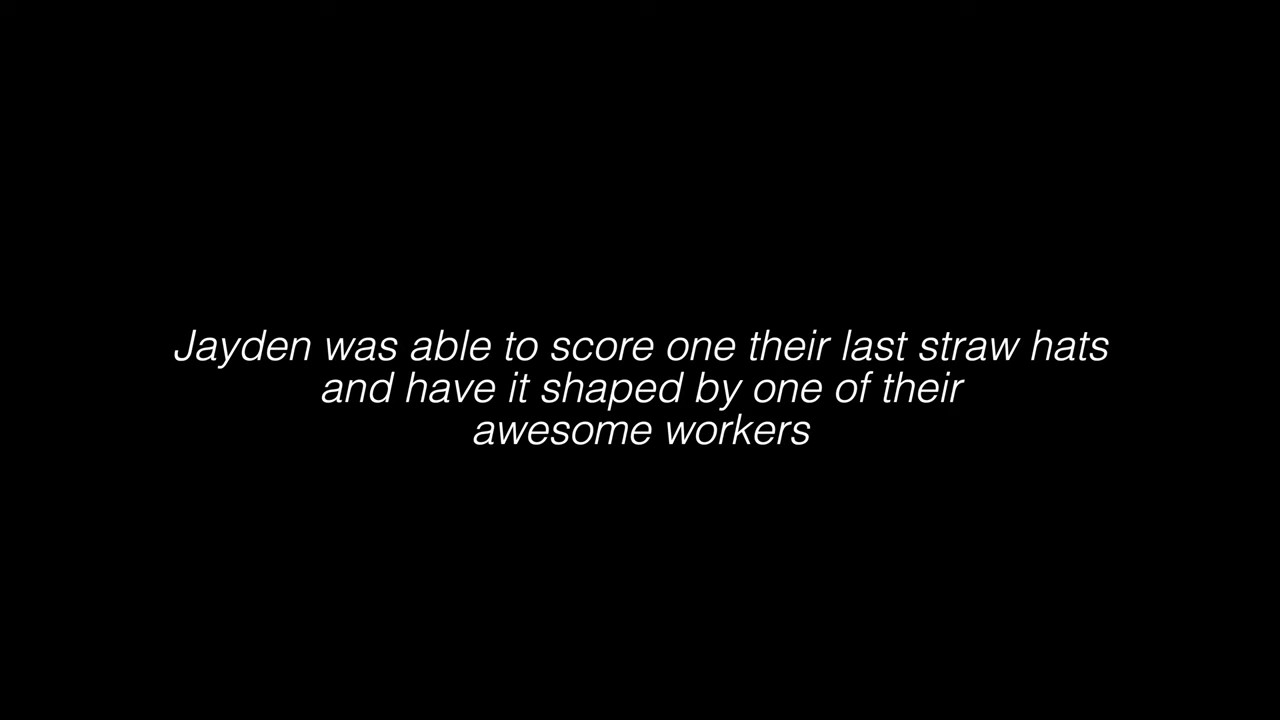 Jayden was able to score one their last straw hats
and have it shaped by one of their
awesome workers